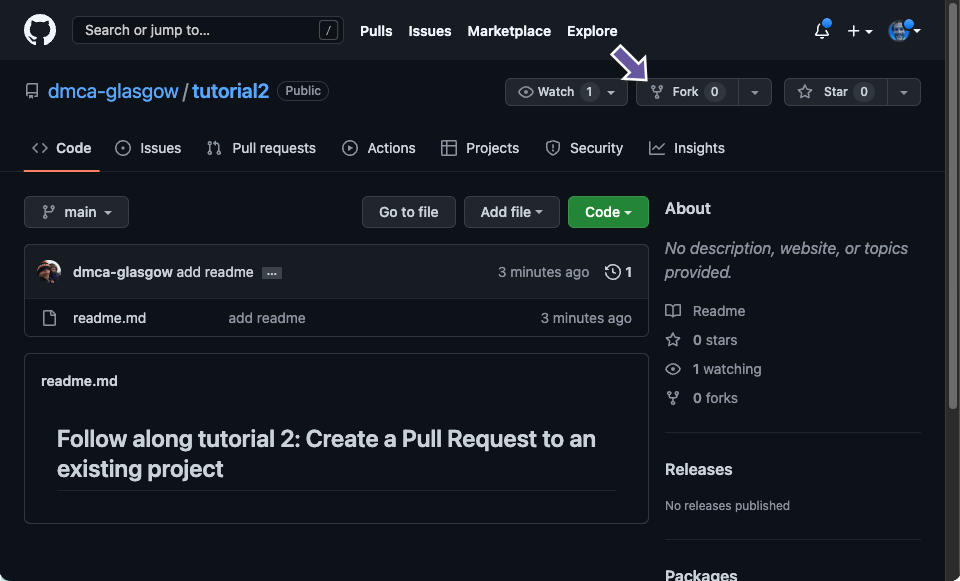 Search or jump to... /
Pulls Issues Marketplace Explore
dmca-glasgow / tutorial2 Public
Watch 1 Fork 0 Star 0
Code Issues Pull requests Actions Projects Security Insights
main Go to file Add file Code
dmca-glasgow add readme ... 3 minutes ago 1
readme.md add readme 3 minutes ago
readme.md
Follow along tutorial 2: Create a Pull Request to an
existing project
About
No description, website, or topics
provided.
Readme
0 stars
1 watching
0 forks
Releases
No releases published
Packages